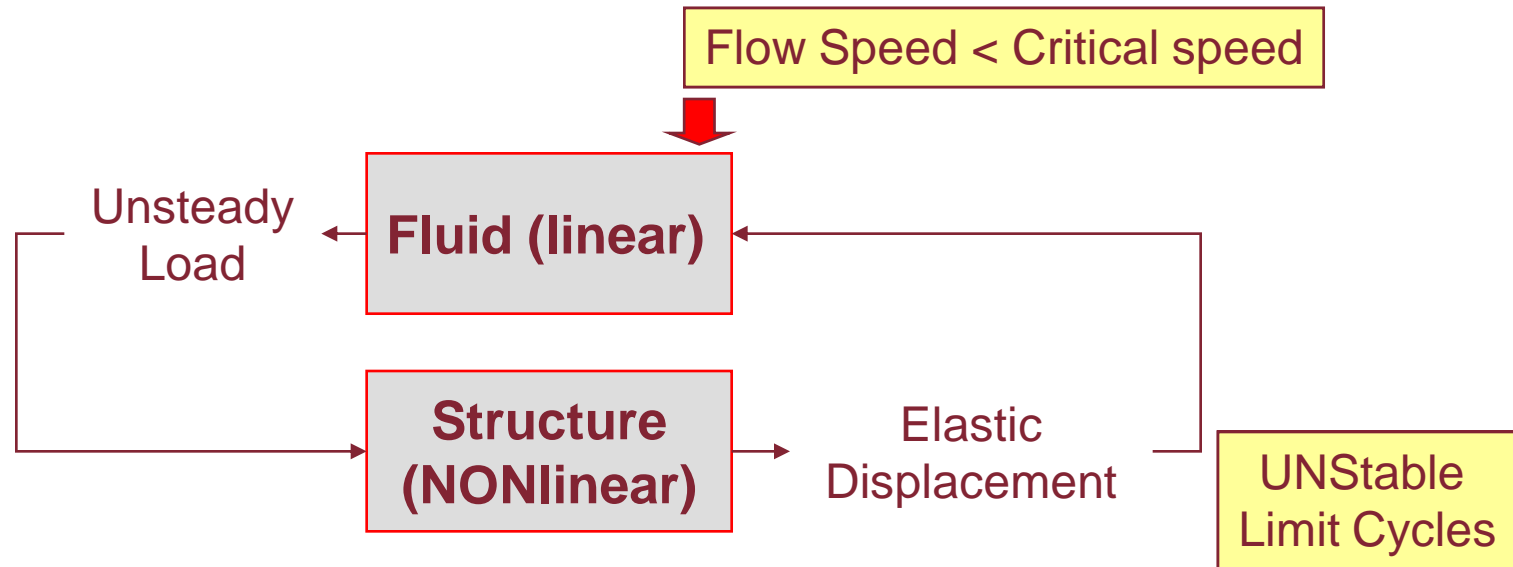 Flow Speed < Critical speed
Unsteady
Load
Fluid (linear)
Structure
(NONlinear)
Elastic
Displacement
UNStable
Limit Cycles